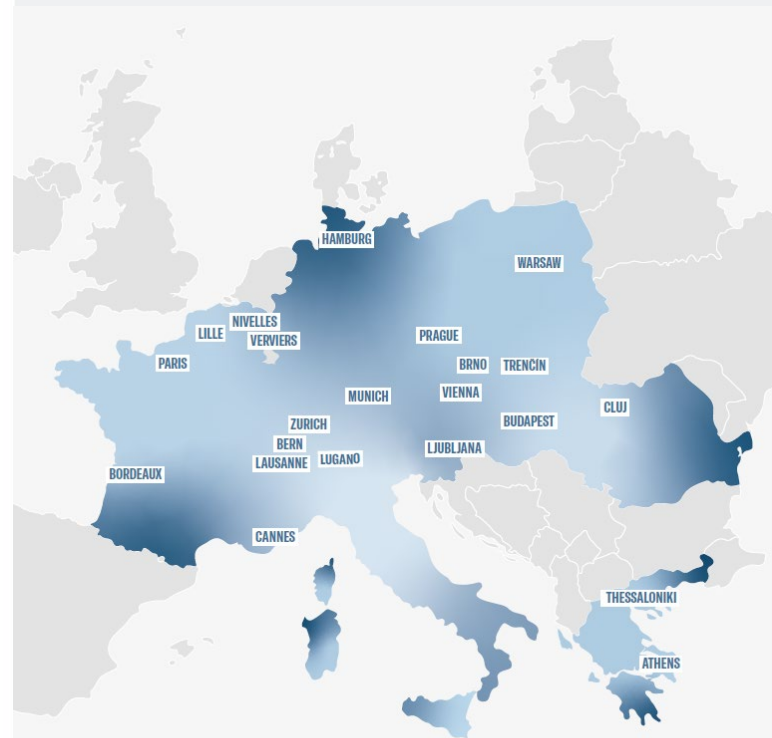 HAMBURG
WARSAW
NIVELLES
LILLE
VERVIERS
PRAGUE
PARIS
BRNO
TRENČÍN
MUNICH
VIENNA
CLUJ
ZURICH
BUDAPEST
BERN
LJUBLJANA
LAUSANNE
LUGANO
BORDEAUX
CANNES
THESSALONIKI
ATHENS